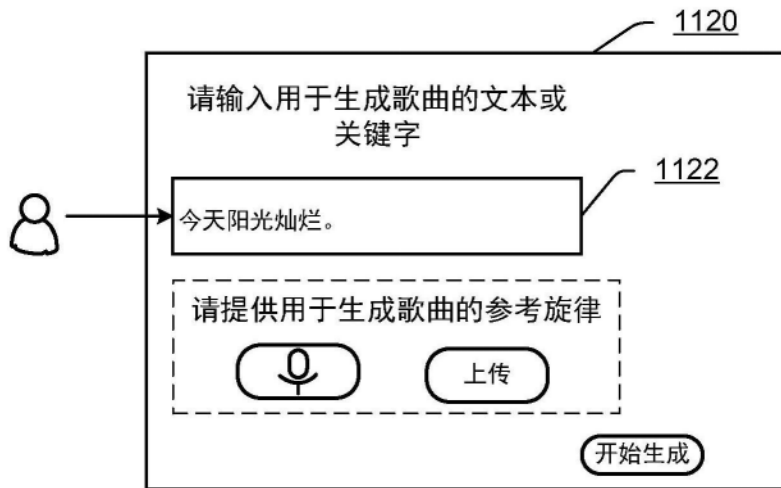 1120
请输入用于生成歌曲的文本或
关键字
1122
今天阳光灿烂。
请提供用于生成歌曲的参考旋律
上传
开始生成